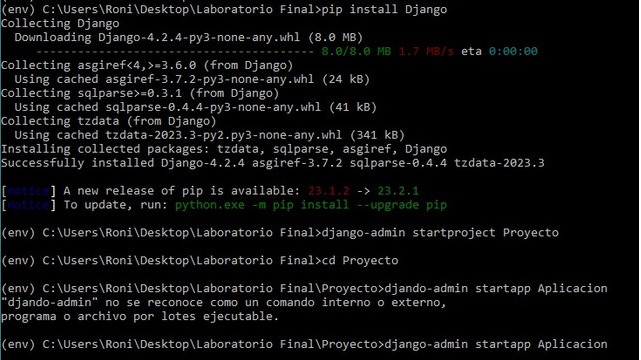 (env) C:\Users\Roni\Desktop\Laboratorio Final>pip install Django
Collecting Django
Downloading Django-4.2.4-py3-none-any.whl (8.0 MB)
---------------------------------------- 8.0/8.0 MB 1.7 MB/s eta 0:00:00
Collecting asgiref<4,>=3.6.0 (from Django)
Using cached asgiref-3.7.2-py3-none-any.whl (24 kB)
Collecting sqlparse>=0.3.1 (from Django)
Using cached sqlparse-0.4.4-py3-none-any.whl (41 kB)
Collecting tzdata (from Django)
Using cached tzdata-2023.3-py2.py3-none-any.whl (341 kB)
Installing collected packages: tzdata, sqlparse, asgiref, Django
Successfully installed Django-4.2.4 asgiref-3.7.2 sqlparse-0.4.4 tzdata-2023.3
[notice] A new release of pip is available: 23.1.2 -> 23.2.1
[notice] To update, run: python.exe -m pip install --upgrade pip
(env) C:\Users\Roni\Desktop\Laboratorio Final>django-admin startproject Proyecto
(env) C:\Users\Roni\Desktop\Laboratorio Final>cd Proyecto
(env) C:\Users\Roni\Desktop\Laboratorio Final\Proyecto>djando-admin startapp Aplicacion
"djando-admin" no se reconoce como un comando interno o externo,
programa o archivo por lotes ejecutable.
(env) C:\Users\Roni\Desktop\Laboratorio Final\Proyecto>django-admin startapp Aplicacion